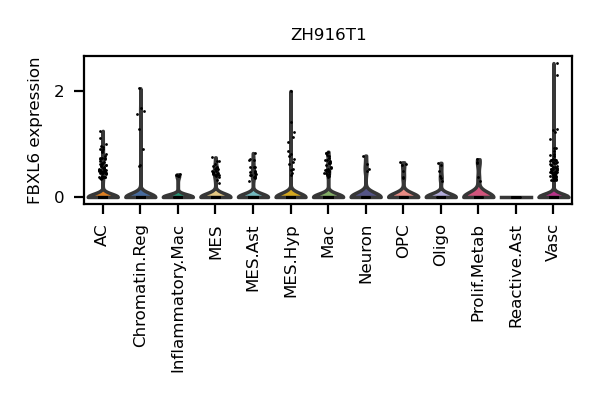 ZH916T1
FBXL6 expression
2
0
AC
Chromatin.Reg
Inflammatory.Mac
MES
MES.Ast
MES.Hyp
Mac
Neuron
OPC
Oligo
Prolif.Metab
Reactive.Ast
Vasc